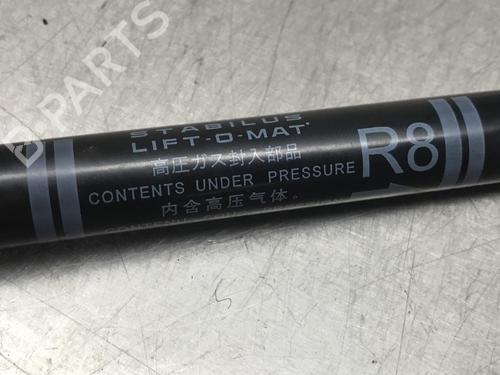 B-PARTS
STABILUS
LIFT-O-MAT
高圧ガス封入部品
CONTENTS UNDER PRESSURE
内含高压气体。
R8